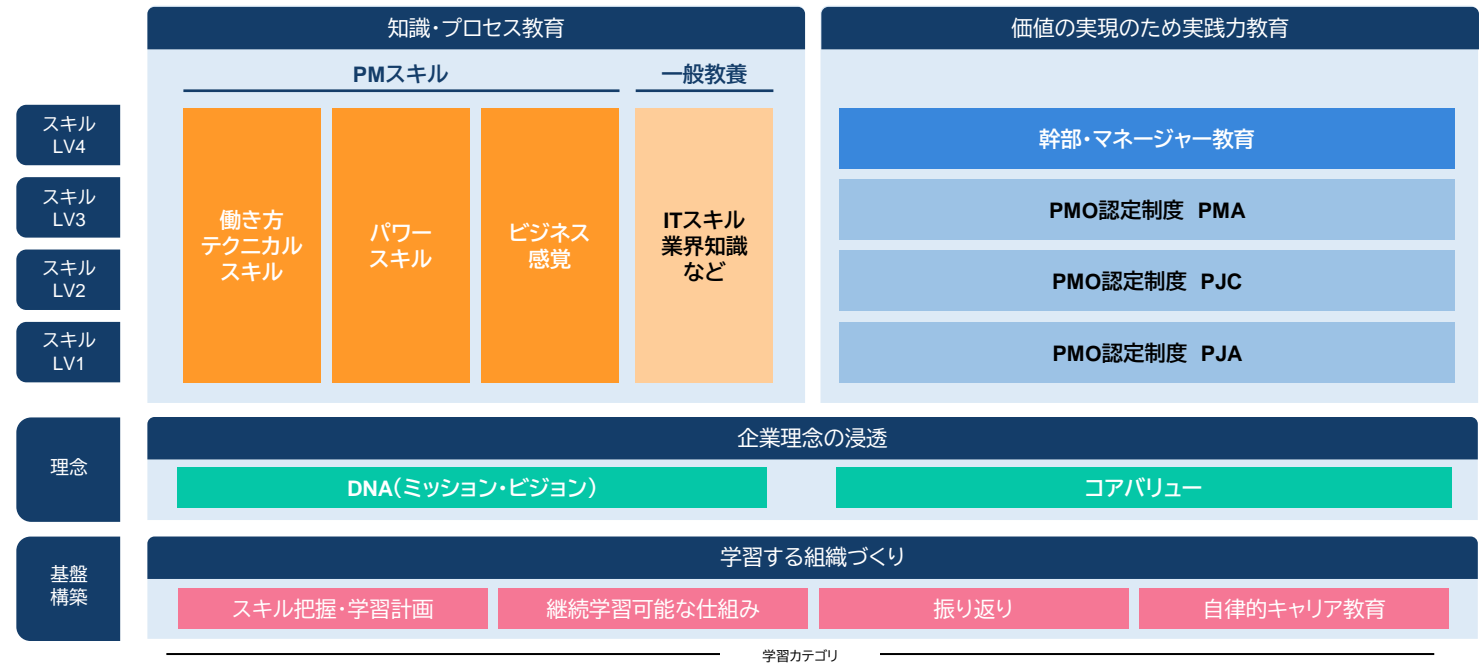 知識・プロセス教育
価値の実現のため実践力教育
PMスキル
一般教養
スキル
LV4
スキル
LV3
スキル
LV2
スキル
LV1
働き方
テクニカル
スキル
パワー
スキル
ビジネス
感覚
ITスキル
業界知識
など
幹部・マネージャー教育
PMO認定制度 PMA
PMO認定制度 PJC
PMO認定制度 PJA
理念
企業理念の浸透
DNA(ミッション・ビジョン)
コアバリュー
基盤
構築
学習する組織づくり
スキル把握・学習計画
継続学習可能な仕組み
振り返り
自律的キャリア教育
学習カテゴリ